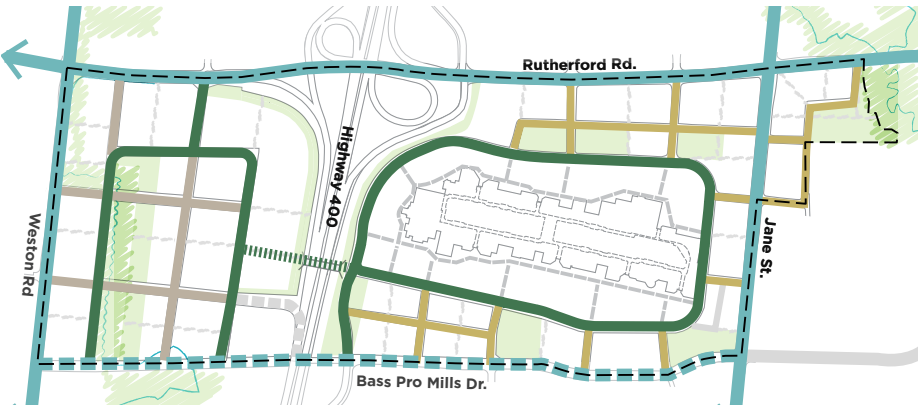 Rutherford Rd.
Highway 400
Weston Rd
Jane St.
Bass Pro Mills Dr.